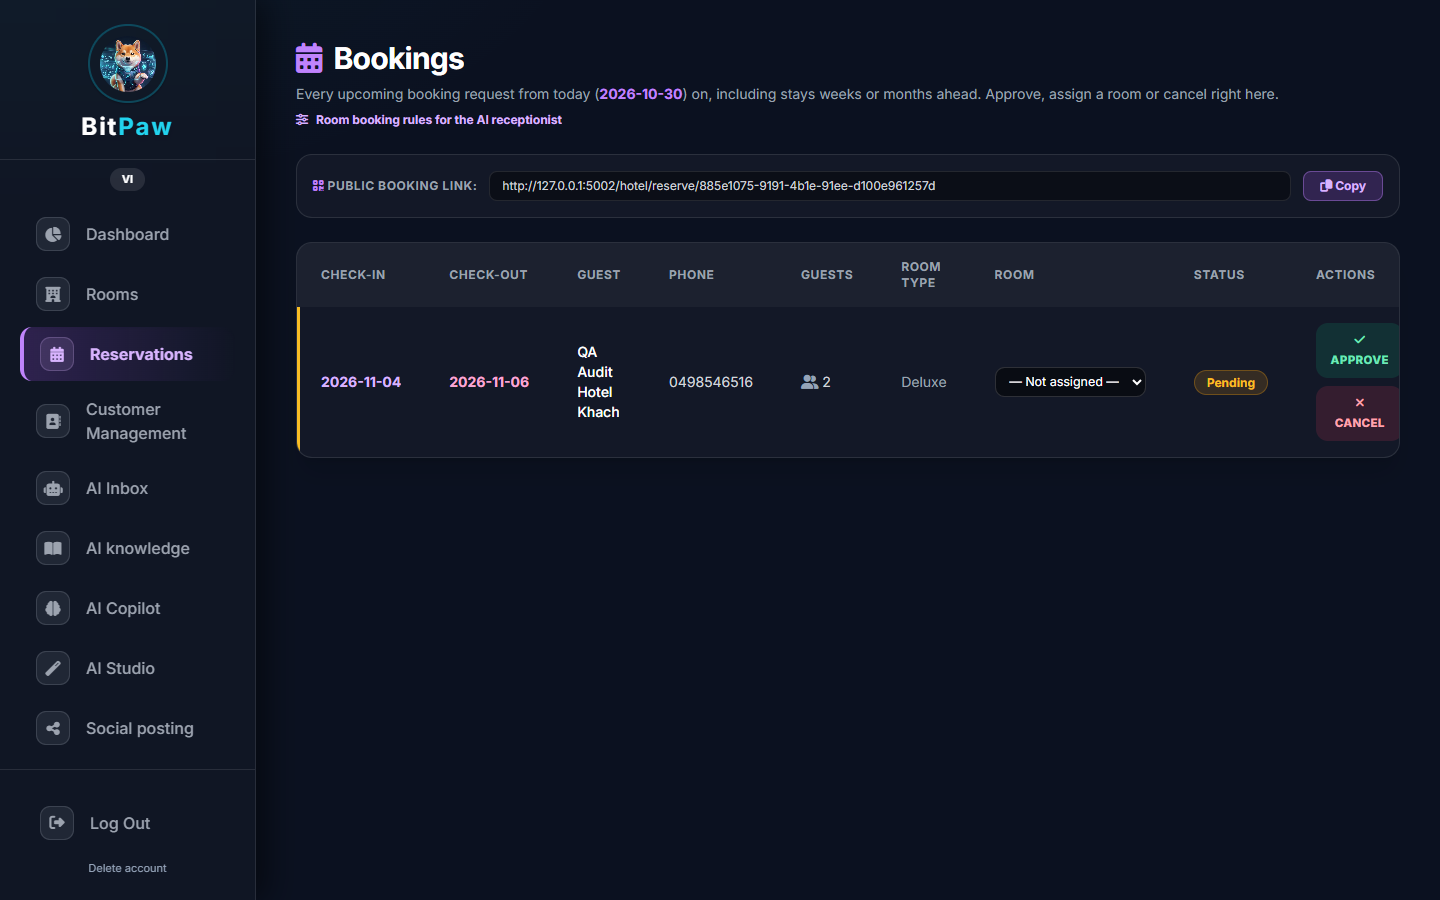 BitPaw
VI
Dashboard
Rooms
Reservations
Customer
Management
AI Inbox
AI knowledge
AI Copilot
AI Studio
Social posting
Log Out
Delete account
Bookings
Every upcoming booking request from today (2026-10-30) on, including stays weeks or months ahead. Approve, assign a room or cancel right here.
Room booking rules for the AI receptionist
PUBLIC BOOKING LINK:
http://127.0.0.1:5002/hotel/reserve/885e1075-9191-4b1e-91ee-d100e961257d
Copy
CHECK-IN
CHECK-OUT
GUEST
PHONE
GUESTS
ROOM
TYPE
ROOM
STATUS
ACTIONS
2026-11-04
2026-11-06
QA
Audit
Hotel
Khach
0498546516
2
Deluxe
— Not assigned —
Pending
APPROVE
CANCEL